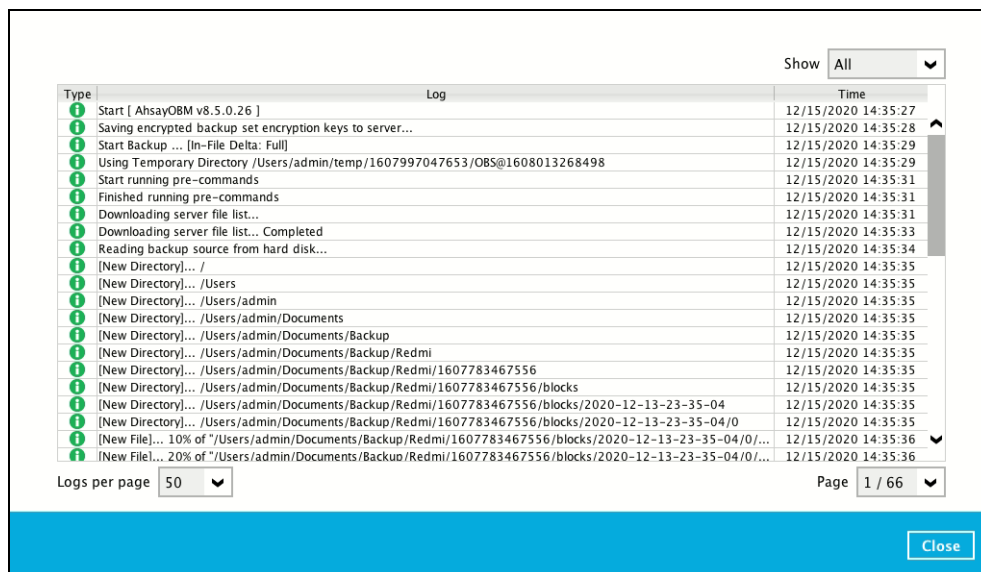 Show All
Type Log Time
Start [ AhsayOBM v8.5.0.26 ] 12/15/2020 14:35:27
Saving encrypted backup set encryption keys to server... 12/15/2020 14:35:28
Start Backup ... [In-File Delta: Full] 12/15/2020 14:35:29
Using Temporary Directory /Users/admin/temp/1607997047653/OBS@1608013268498 12/15/2020 14:35:29
Start running pre-commands 12/15/2020 14:35:31
Finished running pre-commands 12/15/2020 14:35:31
Downloading server file list... 12/15/2020 14:35:31
Downloading server file list... Completed 12/15/2020 14:35:33
Reading backup source from hard disk... 12/15/2020 14:35:34
[New Directory]... / 12/15/2020 14:35:35
[New Directory]... /Users 12/15/2020 14:35:35
[New Directory]... /Users/admin 12/15/2020 14:35:35
[New Directory]... /Users/admin/Documents 12/15/2020 14:35:35
[New Directory]... /Users/admin/Documents/Backup 12/15/2020 14:35:35
[New Directory]... /Users/admin/Documents/Backup/Redmi 12/15/2020 14:35:35
[New Directory]... /Users/admin/Documents/Backup/Redmi/1607783467556 12/15/2020 14:35:35
[New Directory]... /Users/admin/Documents/Backup/Redmi/1607783467556/blocks 12/15/2020 14:35:35
[New Directory]... /Users/admin/Documents/Backup/Redmi/1607783467556/blocks/2020-12-13-23-35-04 12/15/2020 14:35:35
[New Directory]... /Users/admin/Documents/Backup/Redmi/1607783467556/blocks/2020-12-13-23-35-04/0 12/15/2020 14:35:35
[New File]... 10% of "/Users/admin/Documents/Backup/Redmi/1607783467556/blocks/2020-12-13-23-35-04/0/... 12/15/2020 14:35:36
[New File]... 20% of "/Users/admin/Documents/Backup/Redmi/1607783467556/blocks/2020-12-13-23-35-04/0/... 12/15/2020 14:35:36
Logs per page 50 Page 1 / 66
Close